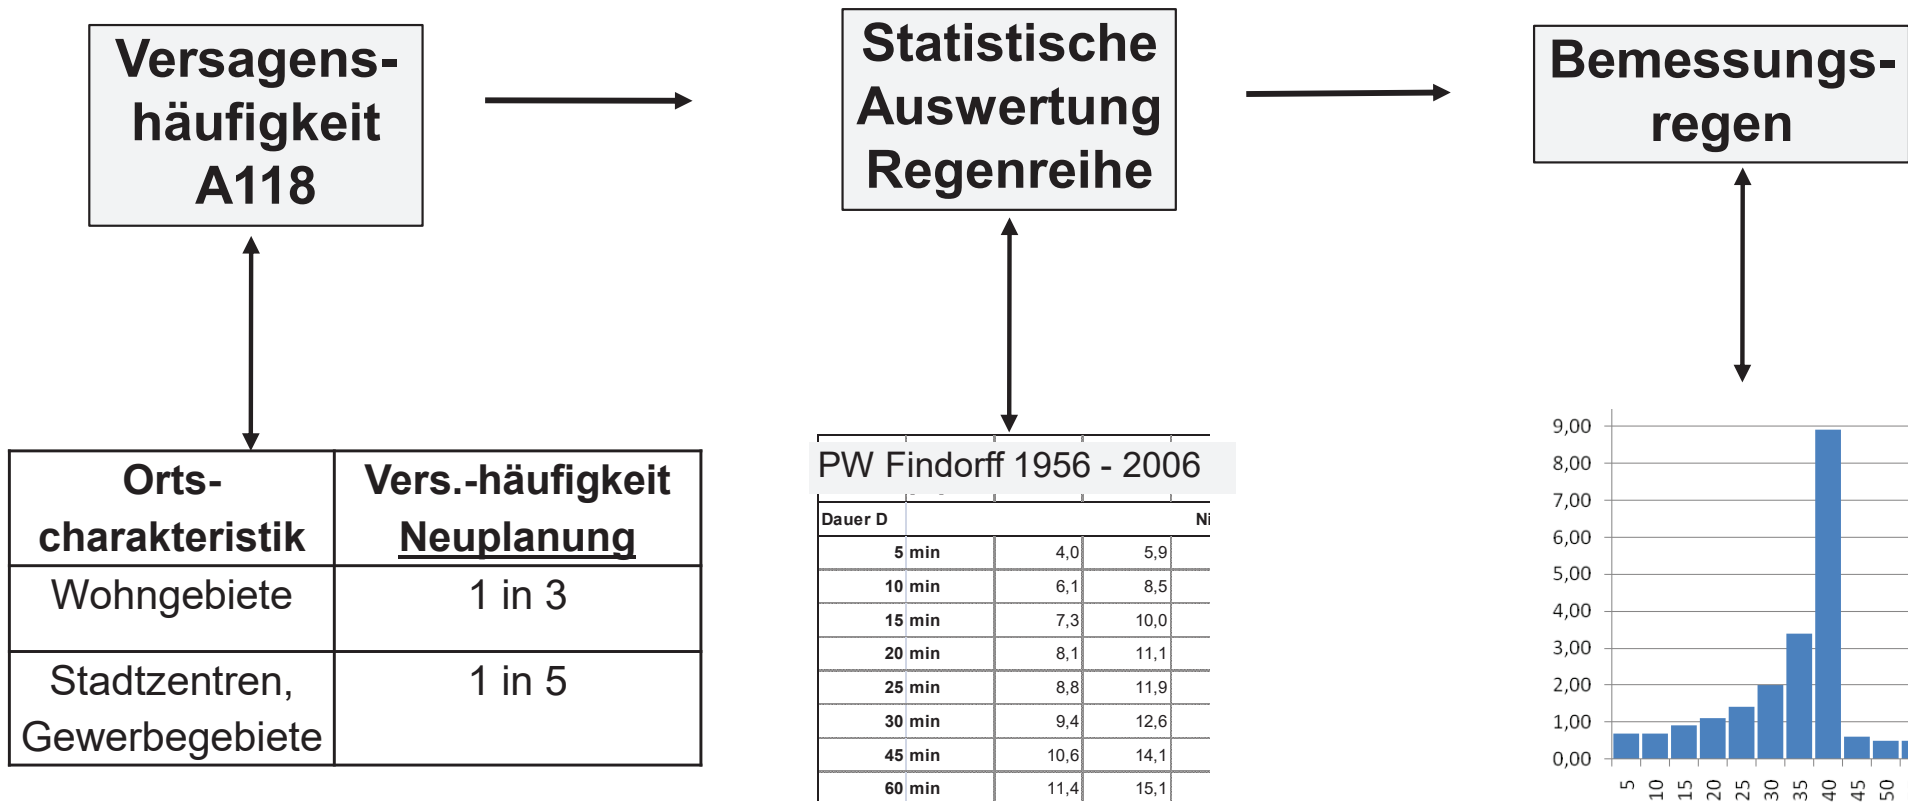 Versagens-
häufigkeit
A118
Statistische
Auswertung
Regenreihe
Bemessungs-
regen
Orts-
charakteristik
Vers.-häufigkeit
Neuplanung
Wohngebiete
1 in 3
Stadtzentren,
Gewerbegebiete
1 in 5
PW Findorff 1956 - 2006
Dauer D Ni
5 min 4,0 5,9
10 min 6,1 8,5
15 min 7,3 10,0
20 min 8,1 11,1
25 min 8,8 11,9
30 min 9,4 12,6
45 min 10,6 14,1
60 min 11,4 15,1
9,00
8,00
7,00
6,00
5,00
4,00
3,00
2,00
1,00
0,00
5 10 15 20 25 30 35 40 45 50